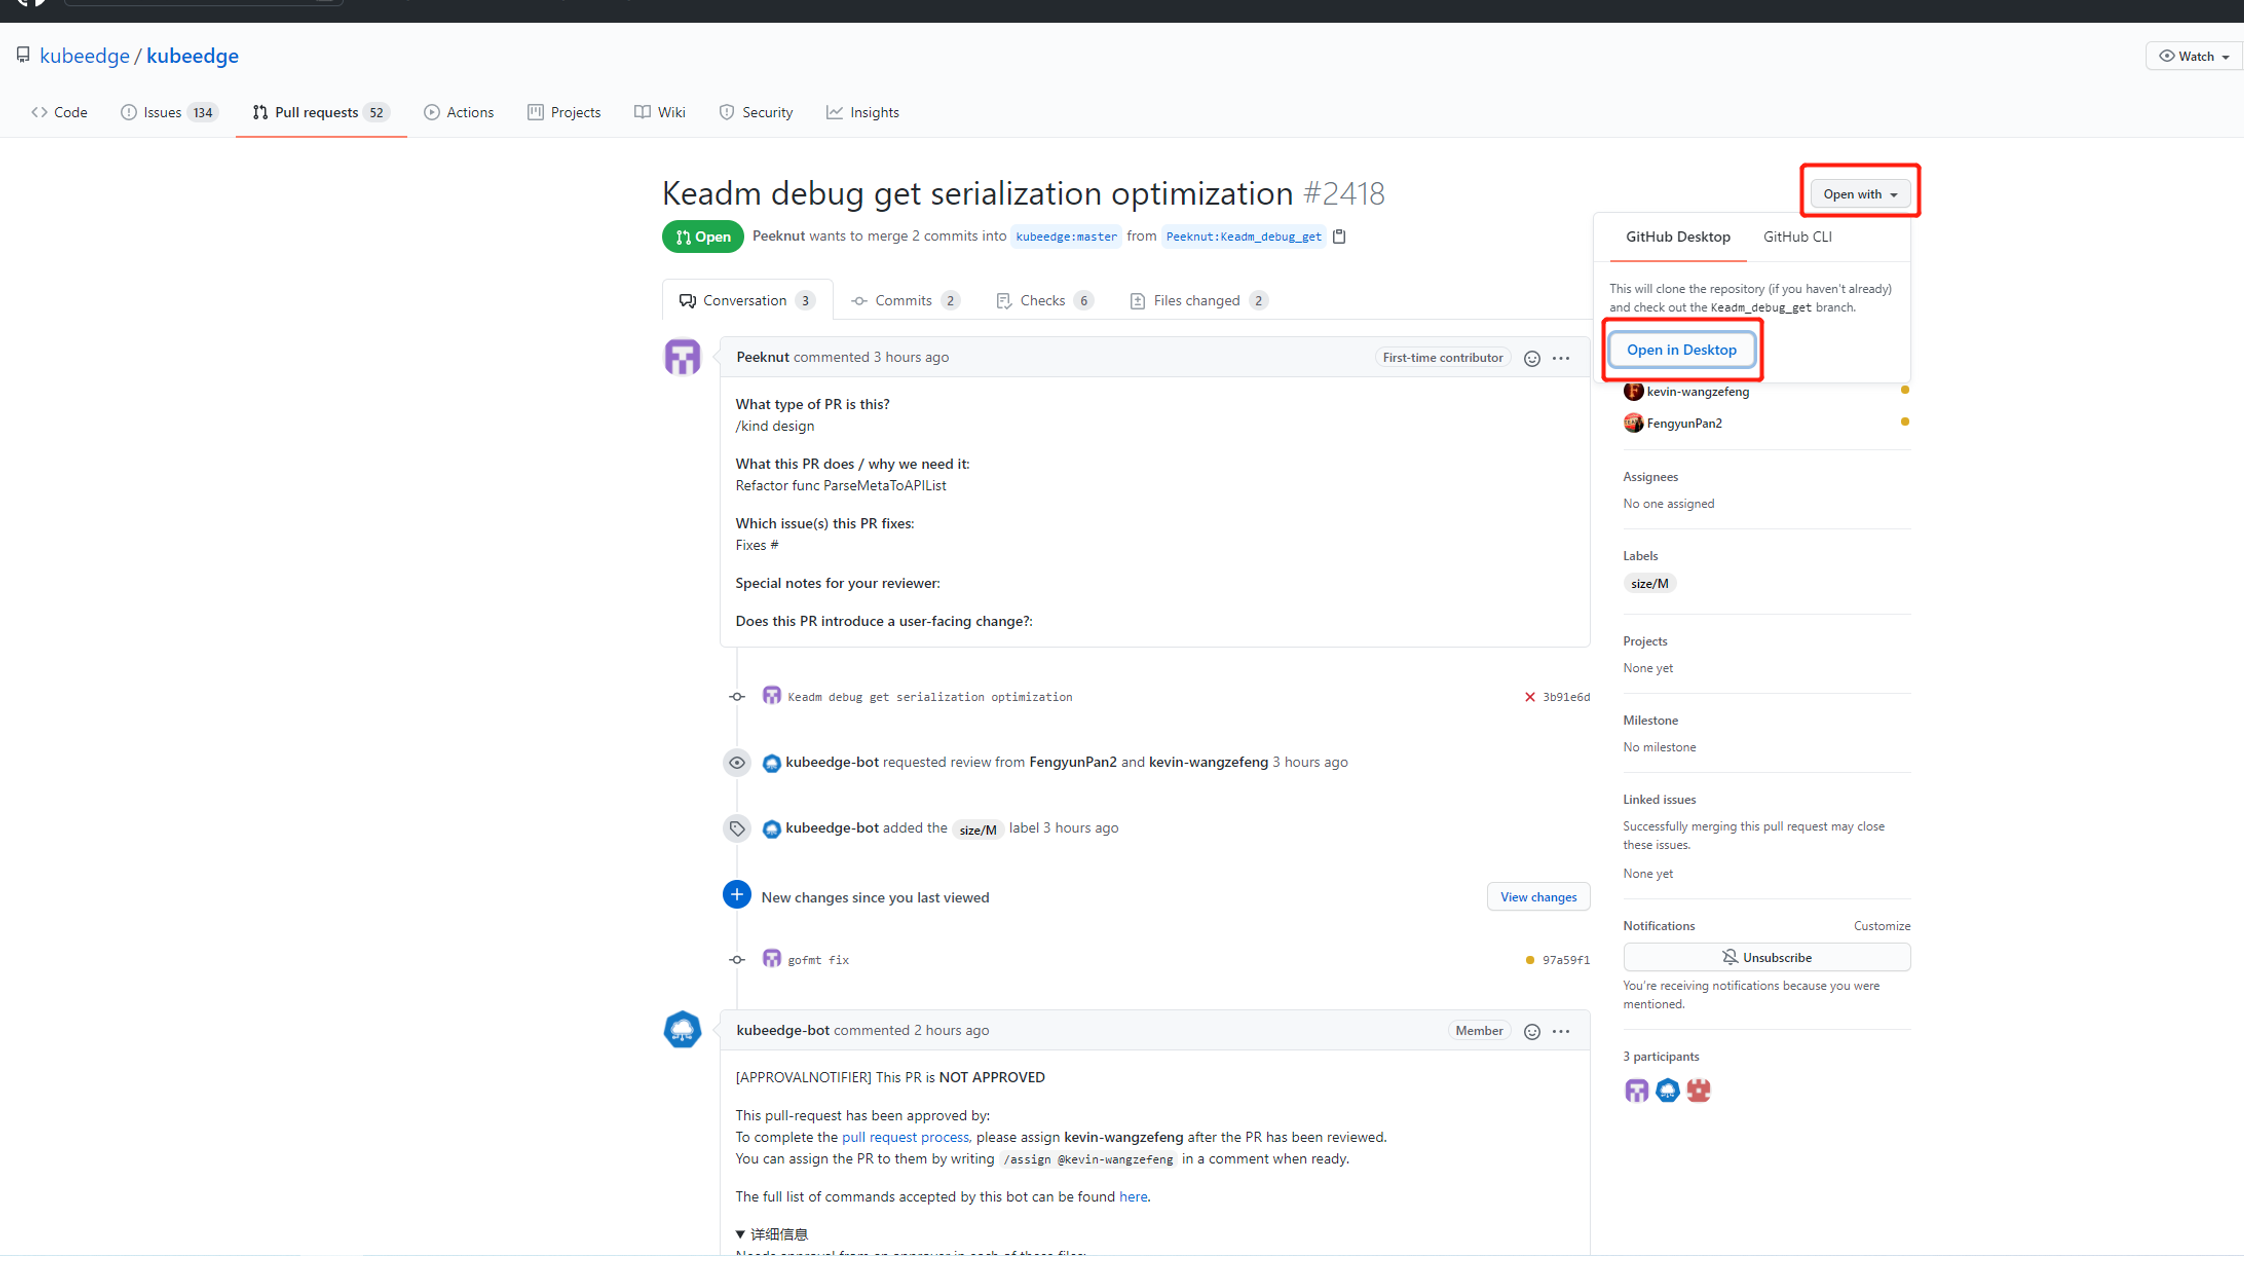 kubeedge / kubeedge
Watch
Code
Issues 134
Pull requests 52
Actions
Projects
Wiki
Security
Insights
Keadm debug get serialization optimization #2418
Open with
Open
Peeknut wants to merge 2 commits into kubeedge:master from Peeknut:Keadm_debug_get
GitHub Desktop
GitHub CLI
This will clone the repository (if you haven't already)
and check out the Keadm_debug_get branch.
Open in Desktop
Conversation 3
Commits 2
Checks 6
Files changed 2
Peeknut commented 3 hours ago
First-time contributor
What type of PR is this?
/kind design
What this PR does / why we need it:
Refactor func ParseMetaToAPIList
Which issue(s) this PR fixes:
Fixes #
Special notes for your reviewer:
Does this PR introduce a user-facing change?:
kevin-wangzefeng
FengyunPan2
Assignees
No one assigned
Labels
size/M
Projects
None yet
Milestone
No milestone
Linked issues
Successfully merging this pull request may close
these issues.
None yet
Notifications
Customize
Unsubscribe
You're receiving notifications because you were
mentioned.
3 participants
Keadm debug get serialization optimization
3b91e6d
kubeedge-bot requested review from FengyunPan2 and kevin-wangzefeng 3 hours ago
kubeedge-bot added the size/M label 3 hours ago
New changes since you last viewed
View changes
gofmt fix
97a59f1
kubeedge-bot commented 2 hours ago
Member
[APPROVALNOTIFIER] This PR is NOT APPROVED
This pull-request has been approved by:
To complete the pull request process, please assign kevin-wangzefeng after the PR has been reviewed.
You can assign the PR to them by writing /assign @kevin-wangzefeng in a comment when ready.
The full list of commands accepted by this bot can be found here.
▼ 详细信息